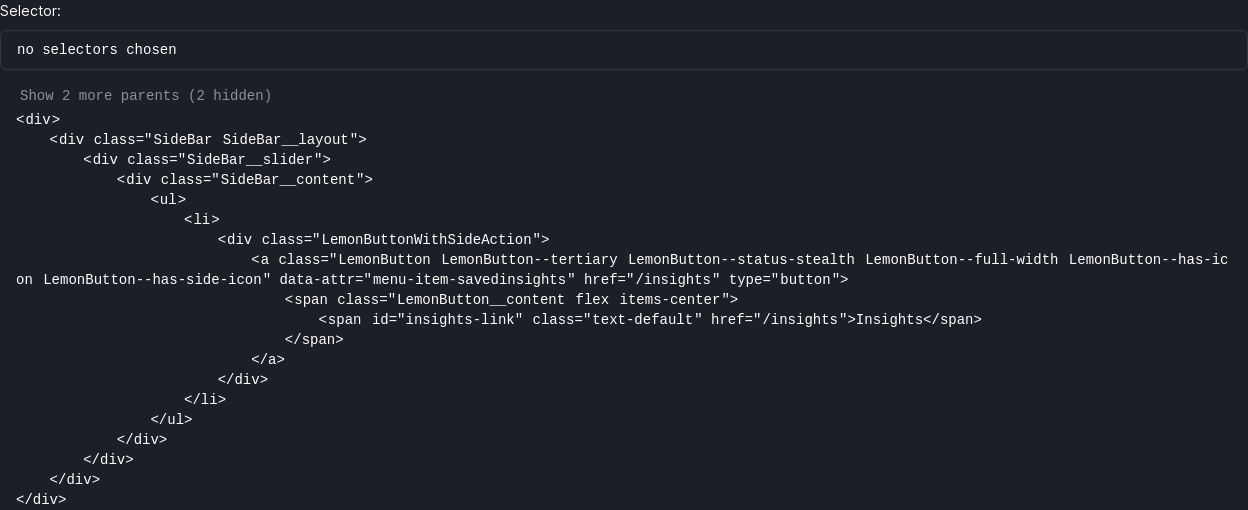 Selector:
no selectors chosen
Show 2 more parents (2 hidden)
<div>
<div class="SideBar SideBar__layout">
<div class="SideBar__slider">
<div class="SideBar__content">
<ul>
<li>
<div class="LemonButtonWithSideAction">
<a class="LemonButton LemonButton--tertiary LemonButton--status-stealth LemonButton--full-width LemonButton--has-ic
on LemonButton--has-side-icon" data-attr="menu-item-savedinsights" href="/insights" type="button">
<span class="LemonButton__content flex items-center">
<span id="insights-link" class="text-default" href="/insights">Insights</span>
</span>
</a>
</div>
</li>
</ul>
</div>
</div>
</div>
</div>